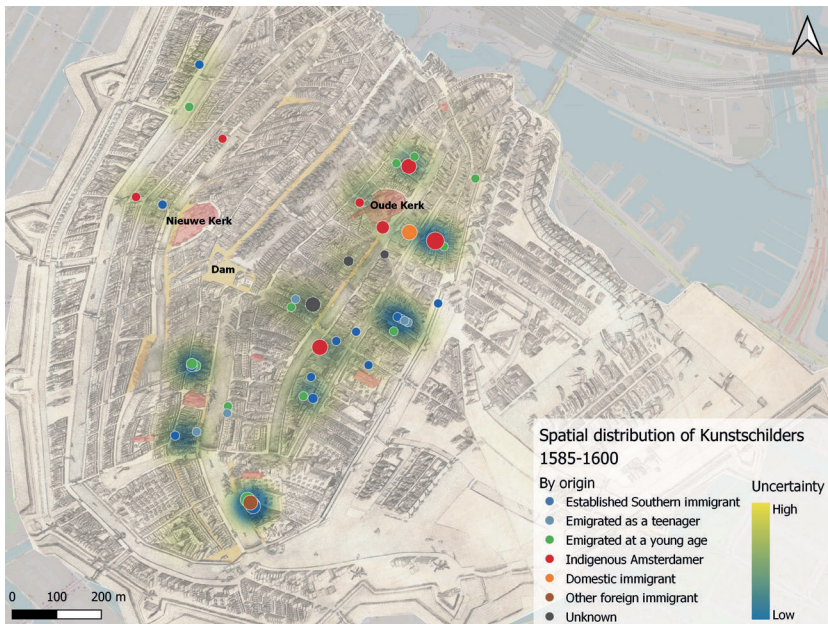 Nieuwe Kerk
Oude Kerk
Dam
Spatial distribution of Kunstschilders
1585-1600
By origin
Established Southern immigrant
Emigrated as a teenager
Emigrated at a young age
Indigenous Amsterdamer
Domestic immigrant
Other foreign immigrant
Unknown
Uncertainty
High
Low
0 100 200 m